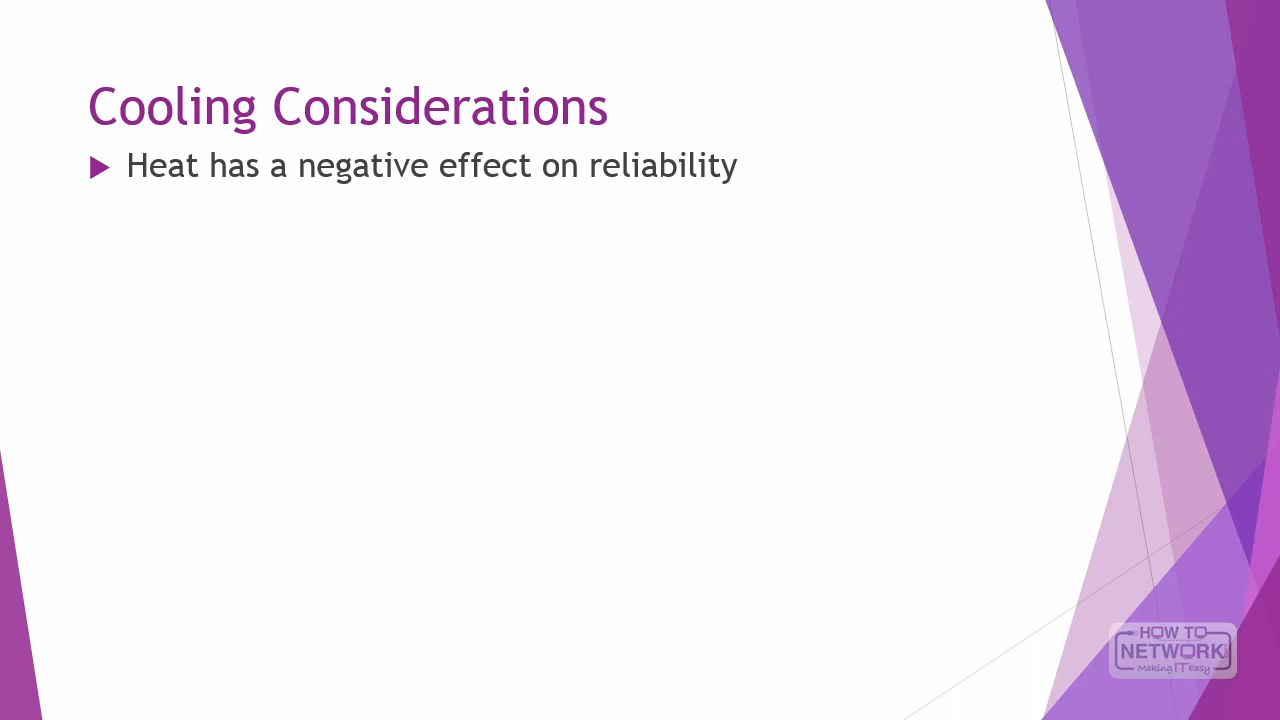 Cooling Considerations
Heat has a negative effect on reliability
HOW TO
NETWORK
Making IT Easy